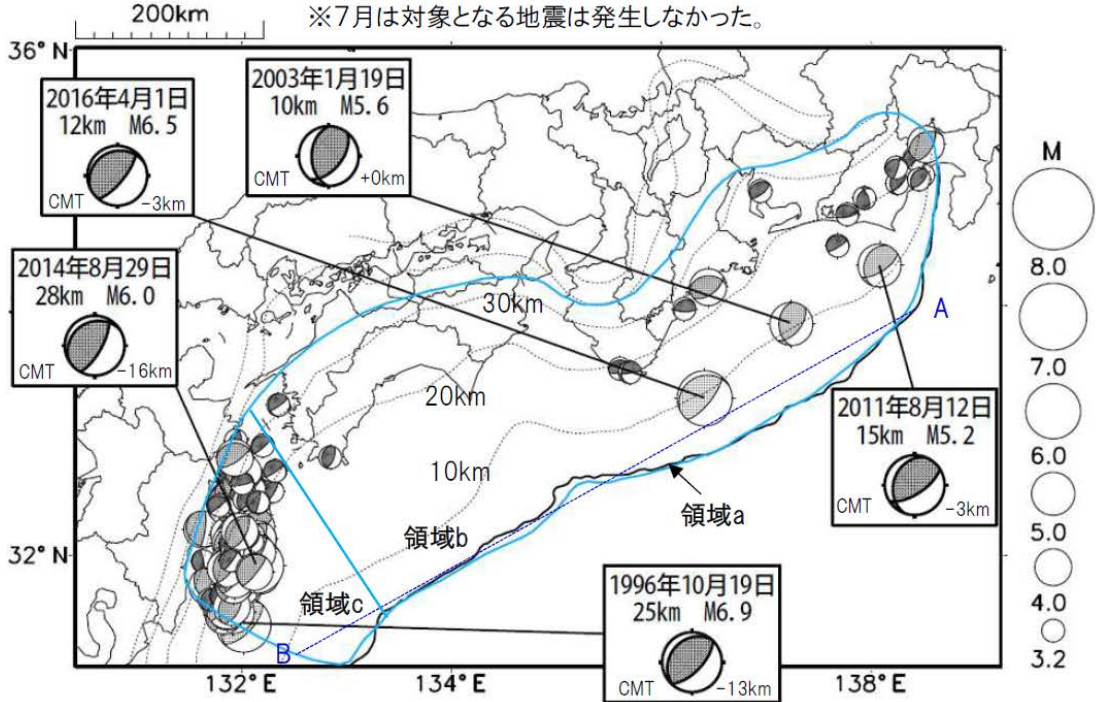 200km
※7月は対象となる地震は発生しなかった。
36°N
2016年4月1日
12km M6.5
CMT
-3km
2003年1月19日
10km M5.6
CMT
+0km
M
8.0
7.0
6.0
5.0
4.0
3.2
2014年8月29日
28km M6.0
CMT
-16km
30km
20km
10km
A
2011年8月12日
15km M5.2
CMT
-3km
領域a
領域b
領域c
32°N
B
1996年10月19日
25km M6.9
CMT
-13km
132°E
134°E
138°E